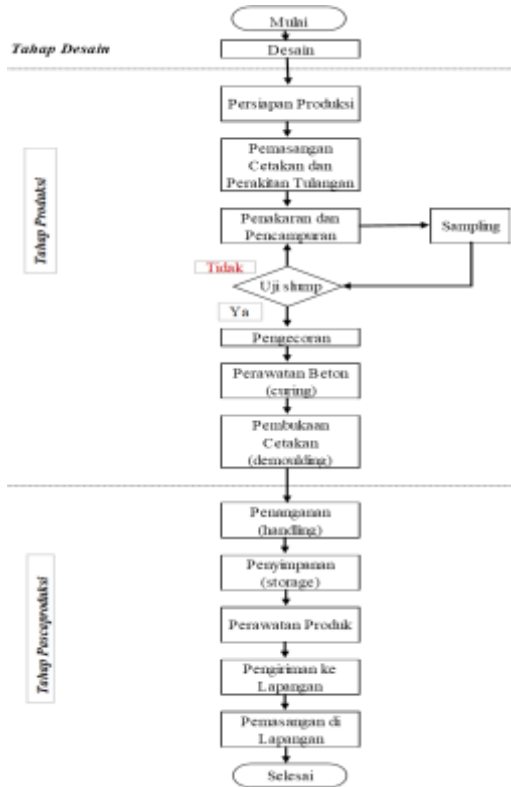 Mulai
Tahap Desain
Desain
Persiapan Produksi
Pemasangan
Cetakan dan
Perakitan Tulangan
Tahap Produksi
Penakaran dan
Pencampuran
Sampling
Tidak
Uji slump
Ya
Pengecoran
Perawatan Beton
(curing)
Pembukaan
Cetakan
(demoulding)
Penanganan
(handling)
Penyimpanan
(storage)
Tahap Pascaproduksi
Perawatan Produk
Pengiriman ke
Lapangan
Pemasangan di
Lapangan
Selesai